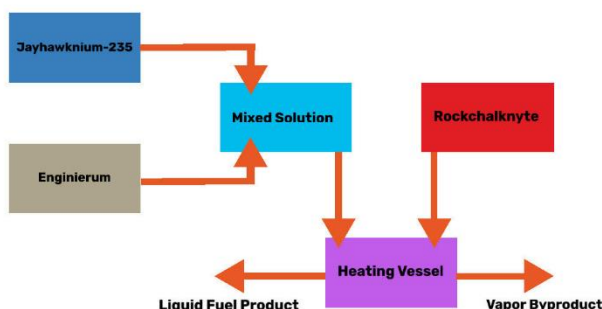 Jayhawknium-235
Mixed Solution
Rockchalknyte
Enginierum
Heating Vessel
Liquid Fuel Product
Vapor Byproduct